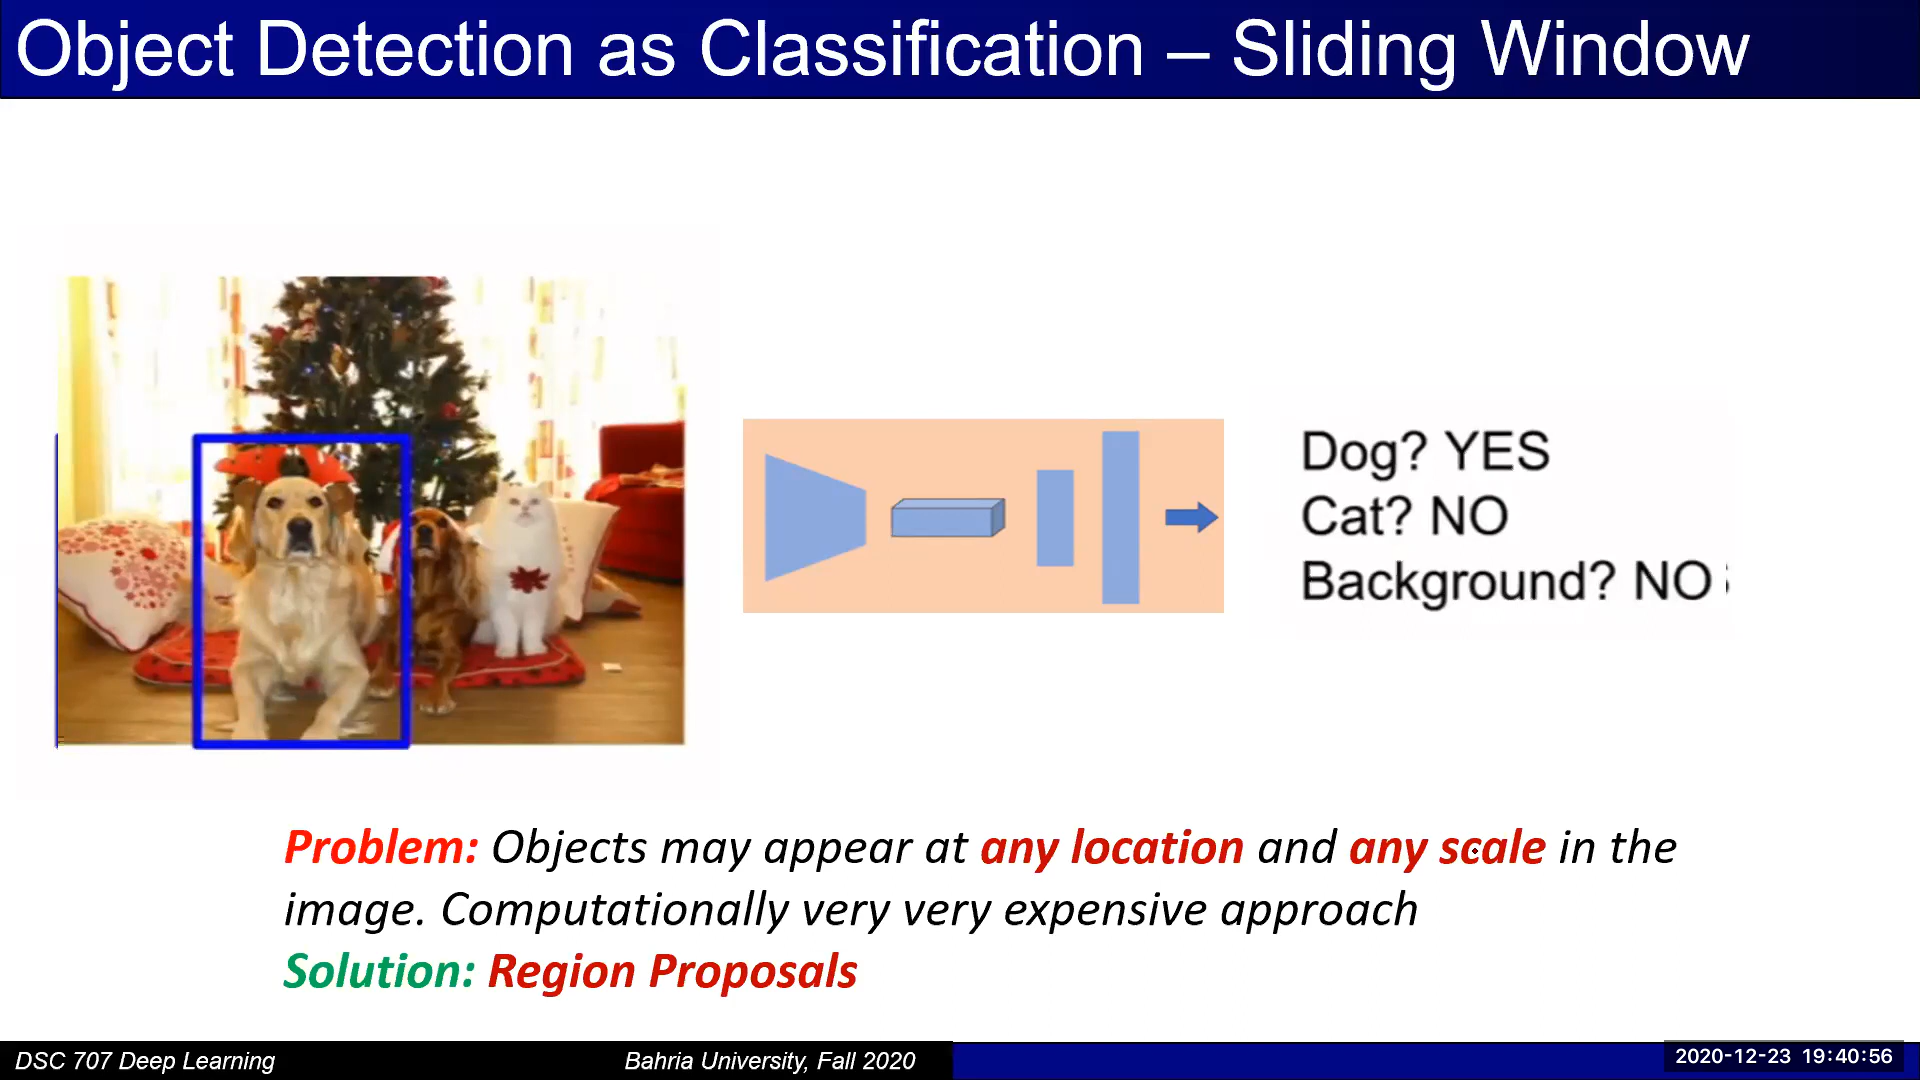 Object Detection as Classification – Sliding Window
Dog? YES
Cat? NO
Background? NO
Problem: Objects may appear at any location and any scale in the
image. Computationally very very expensive approach
Solution: Region Proposals
DSC 707 Deep Learning
Bahria University, Fall 2020
2020-12-23 19:40:56